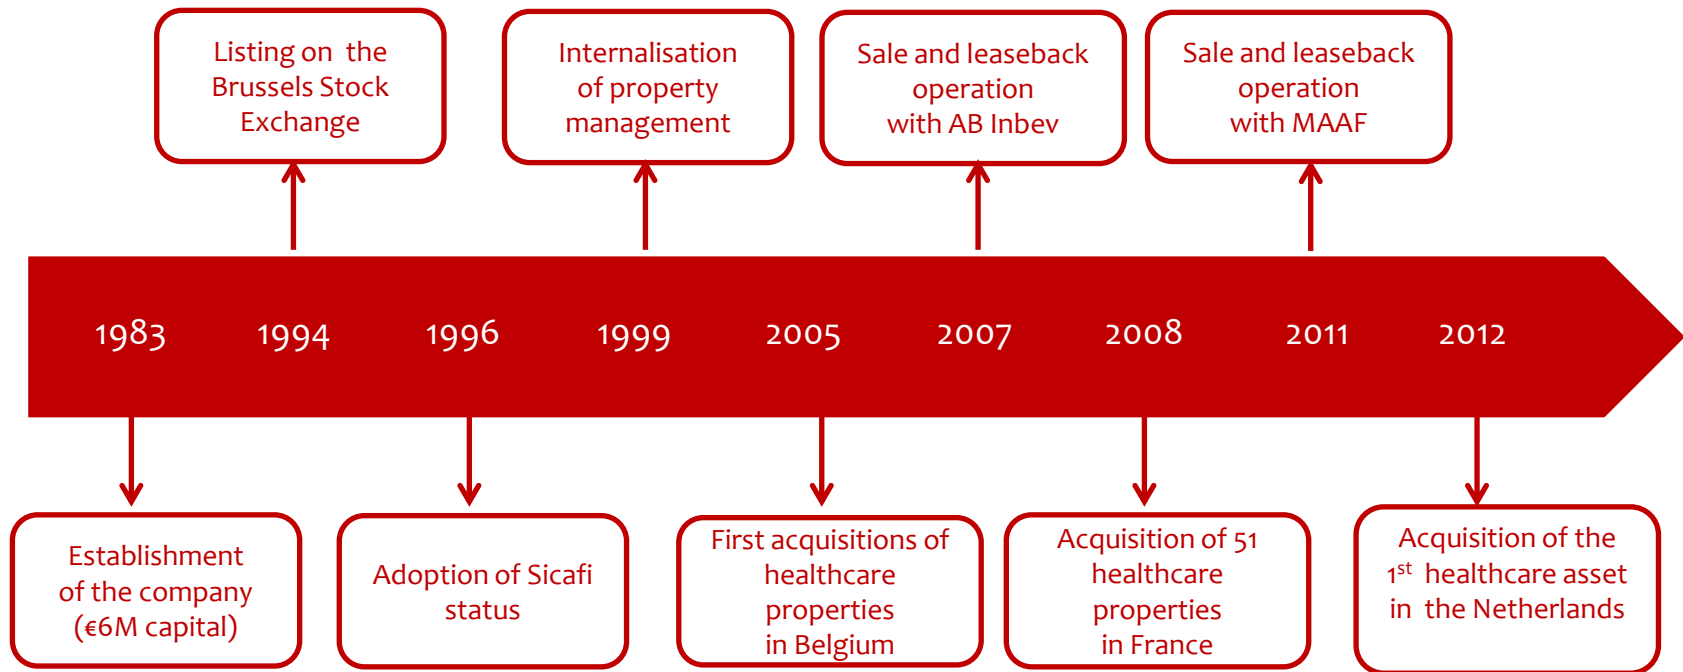 Listing on the
Brussels Stock
Exchange
Internalisation
of property
management
Sale and leaseback
operation
with AB Inbev
Sale and leaseback
operation
with MAAF
1983
1994
1996
1999
2005
2007
2008
2011
2012
Establishment
of the company
(€6M capital)
Adoption of Sicafi
status
First acquisitions of
healthcare
properties
in Belgium
Acquisition of 51
healthcare
properties
in France
Acquisition of the
1st healthcare asset
in the Netherlands